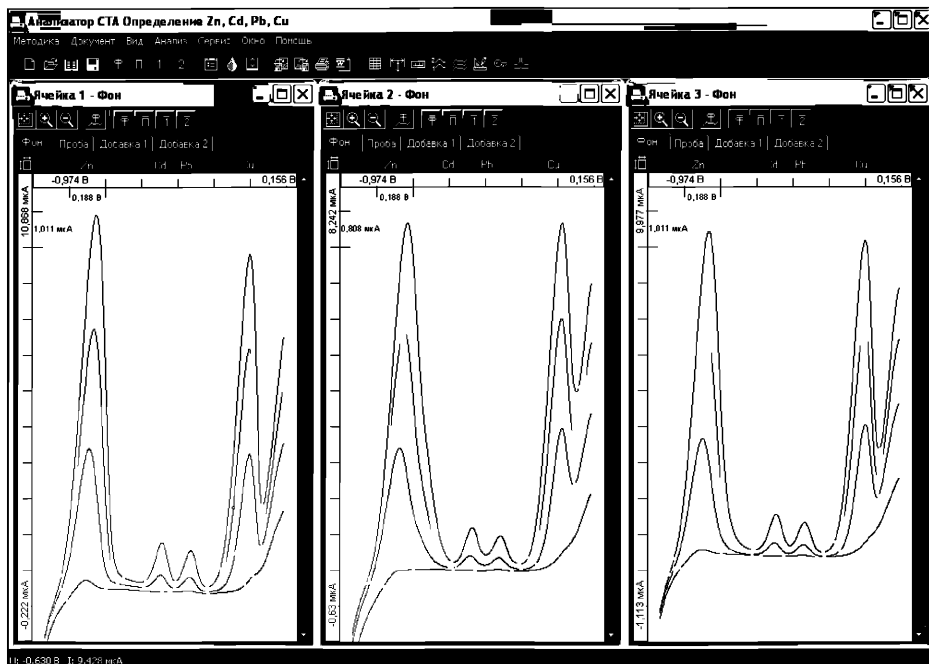 Анализатор СТА Определение Zn, Cd, Pb, Cu
Методика Документ Вид Анализ Сервис Окно Помощь
Ячейка 1 - Фон
Фон Проба Добавка 1 Добавка 2
Zn Cd Pb Cu
-0,974 В 0,156 В
0,188 В
10,868 мкА
1,011 мкА
-0,222 мкА
Ячейка 2 - Фон
Фон Проба Добавка 1 Добавка 2
Zn Cd Pb Cu
-0,974 В 0,156 В
0,188 В
8,242 мкА
0,808 мкА
-0,63 мкА
Ячейка 3 - Фон
Фон Проба Добавка 1 Добавка 2
Zn Cd Pb Cu
-0,974 В 0,156 В
0,188 В
9,977 мкА
1,011 мкА
-1,113 мкА
U: -0,630 В I: 9,428 мкА